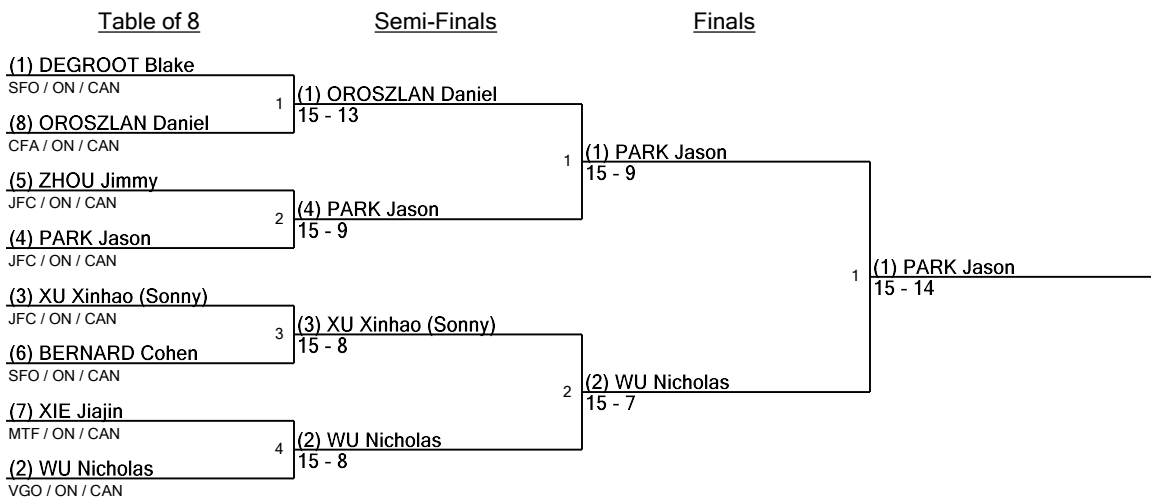 Table of 8
Semi-Finals
Finals
(1) DEGROOT Blake
SFO / ON / CAN
1
(1) OROSZLAN Daniel
15 - 13
(8) OROSZLAN Daniel
CFA / ON / CAN
1
(1) PARK Jason
15 - 9
(5) ZHOU Jimmy
JFC / ON / CAN
2
(4) PARK Jason
15 - 9
(4) PARK Jason
JFC / ON / CAN
1
(1) PARK Jason
15 - 14
(3) XU Xinhao (Sonny)
JFC / ON / CAN
3
(3) XU Xinhao (Sonny)
15 - 8
(6) BERNARD Cohen
SFO / ON / CAN
2
(2) WU Nicholas
15 - 7
(7) XIE Jiajin
MTF / ON / CAN
4
(2) WU Nicholas
15 - 8
(2) WU Nicholas
VGO / ON / CAN